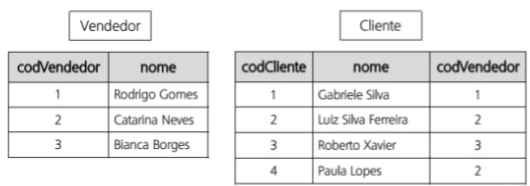 Vendedor
codVendedor nome
1 Rodrigo Gomes
2 Catarina Neves
3 Bianca Borges
Cliente
codCliente nome codVendedor
1 Gabriele Silva 1
2 Luiz Silva Ferreira 2
3 Roberto Xavier 3
4 Paula Lopes 2